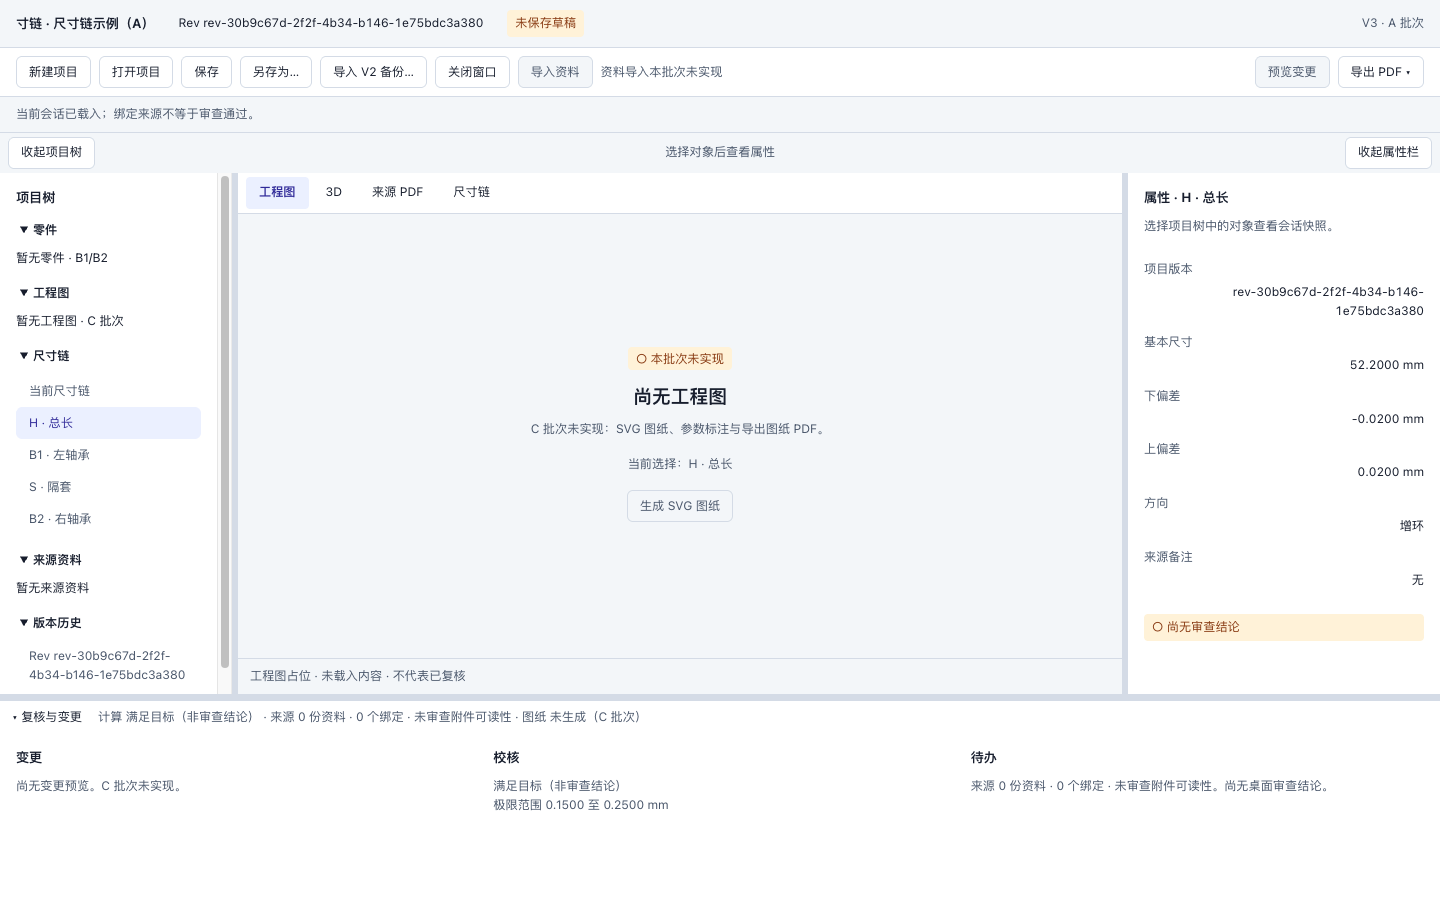 寸链 · 尺寸链示例（A）
Rev rev-30b9c67d-2f2f-4b34-b146-1e75bdc3a380
未保存草稿
V3 · A 批次
新建项目
打开项目
保存
另存为...
导入 V2 备份...
关闭窗口
导入资料
资料导入本批次未实现
预览变更
导出 PDF
当前会话已载入；绑定来源不等于审查通过。
收起项目树
选择对象后查看属性
收起属性栏
项目树
▼ 零件
暂无零件 · B1/B2
▼ 工程图
暂无工程图 · C 批次
▼ 尺寸链
当前尺寸链
H · 总长
B1 · 左轴承
S · 隔套
B2 · 右轴承
▼ 来源资料
暂无来源资料
▼ 版本历史
Rev rev-30b9c67d-2f2f-
4b34-b146-1e75bdc3a380
工程图
3D
来源 PDF
尺寸链
本批次未实现
尚无工程图
C 批次未实现：SVG 图纸、参数标注与导出图纸 PDF。
当前选择：H · 总长
生成 SVG 图纸
工程图占位 · 未载入内容 · 不代表已复核
属性 · H · 总长
选择项目树中的对象查看会话快照。
项目版本
rev-30b9c67d-2f2f-4b34-b146-
1e75bdc3a380
基本尺寸
52.2000 mm
下偏差
-0.0200 mm
上偏差
0.0200 mm
方向
增环
来源备注
无
尚无审查结论
复核与变更
计算 满足目标（非审查结论） · 来源 0 份资料 · 0 个绑定 · 未审查附件可读性 · 图纸 未生成（C 批次）
变更
尚无变更预览。C 批次未实现。
校核
满足目标（非审查结论）
极限范围 0.1500 至 0.2500 mm
待办
来源 0 份资料 · 0 个绑定 · 未审查附件可读性。尚无桌面审查结论。